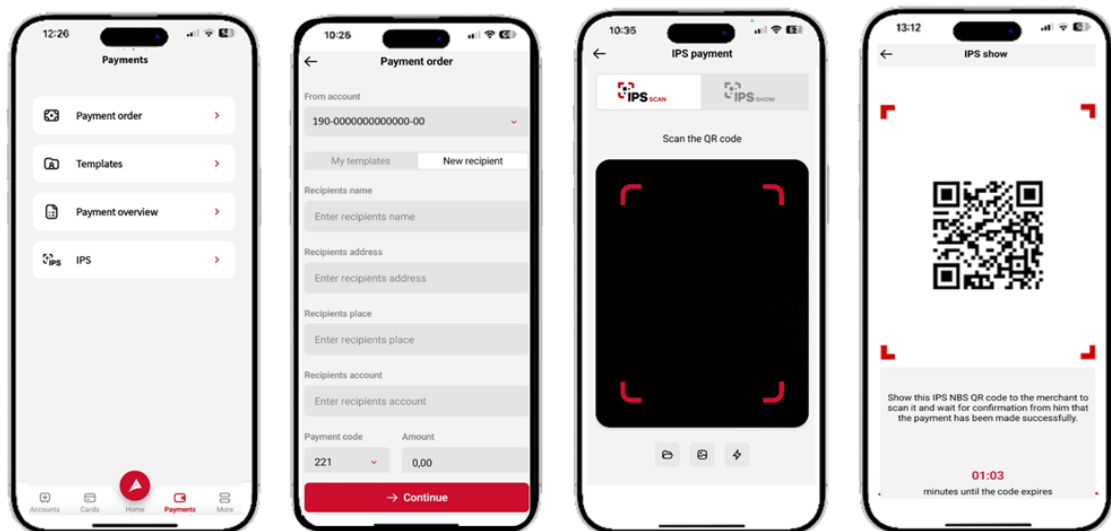 12:26
Payments
Payment order
Templates
Payment overview
IPS
IPS
Accounts
Cards
Home
Payments
More
10:25
Payment order
From account
190-0000000000000-00
My templates
New recipient
Recipients name
Enter recipients name
Recipients address
Enter recipients address
Recipients place
Enter recipients place
Recipients account
Enter recipients account
Payment code
Amount
221
0,00
Continue
10:35
IPS payment
IPS SCAN
IPS SHOW
Scan the QR code
13:12
IPS show
Show this IPS NBS QR code to the merchant to
scan it and wait for confirmation from him that
the payment has been made successfully.
01:03
minutes until the code expires